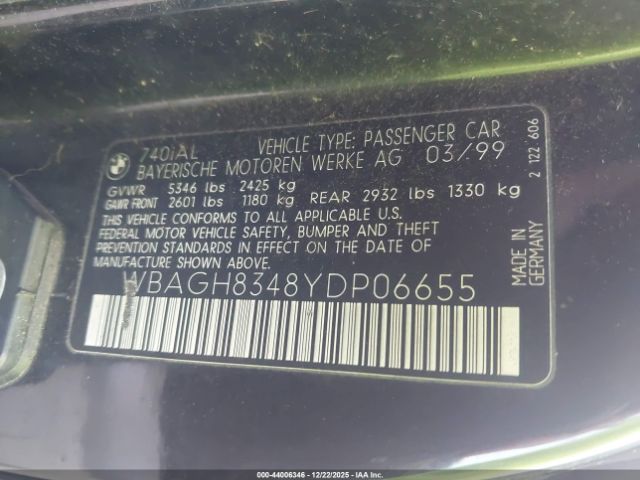 740iAL VEHICLE TYPE: PASSENGER CAR
BAYERISCHE MOTOREN WERKE AG 03/99
GVWR 5346 lbs 2425 kg
GAWR FRONT 2601 lbs 1180 kg REAR 2932 lbs 1330 kg
THIS VEHICLE CONFORMS TO ALL APPLICABLE U.S.
FEDERAL MOTOR VEHICLE SAFETY, BUMPER AND THEFT
PREVENTION STANDARDS IN EFFECT ON THE DATE OF
MANUFACTURE SHOWN ABOVE.
WBAGH8348YDP06655
MADE IN
GERMANY
2 122 606
000-44006346 | 12/22/2025 - IAAI.COM